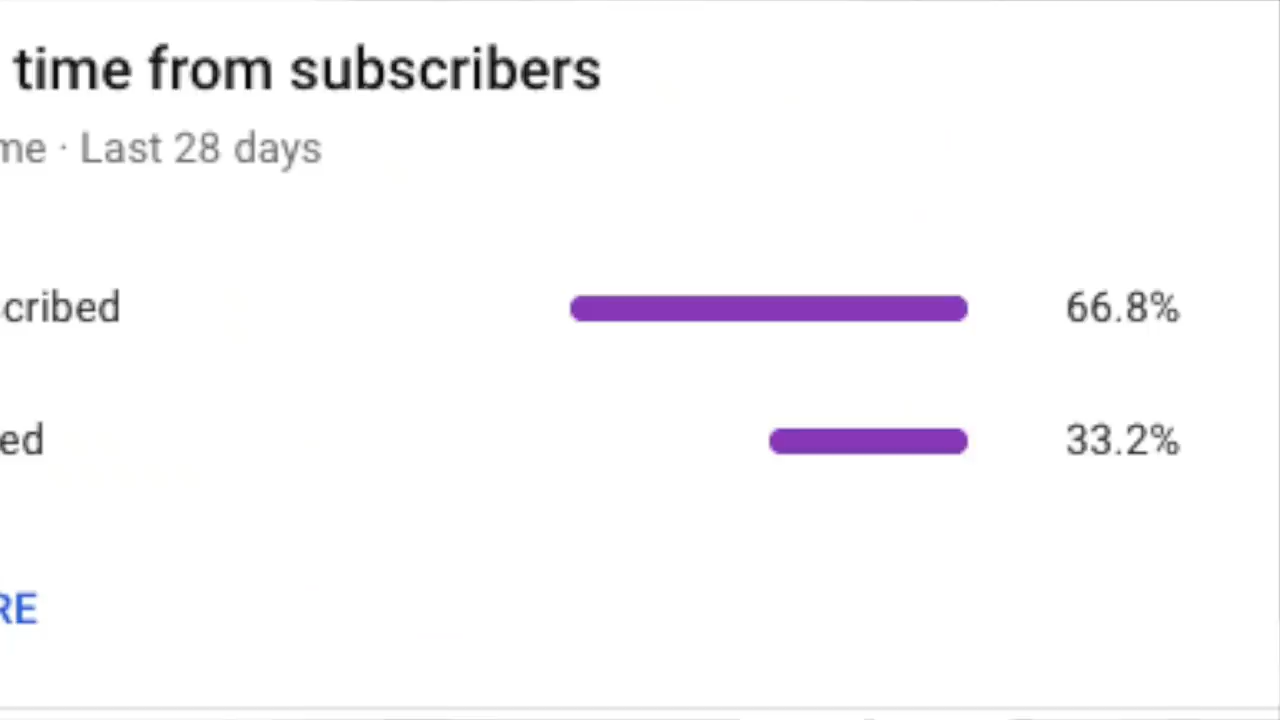 time from subscribers
me · Last 28 days
cribed 66.8%
ed 33.2%
RE